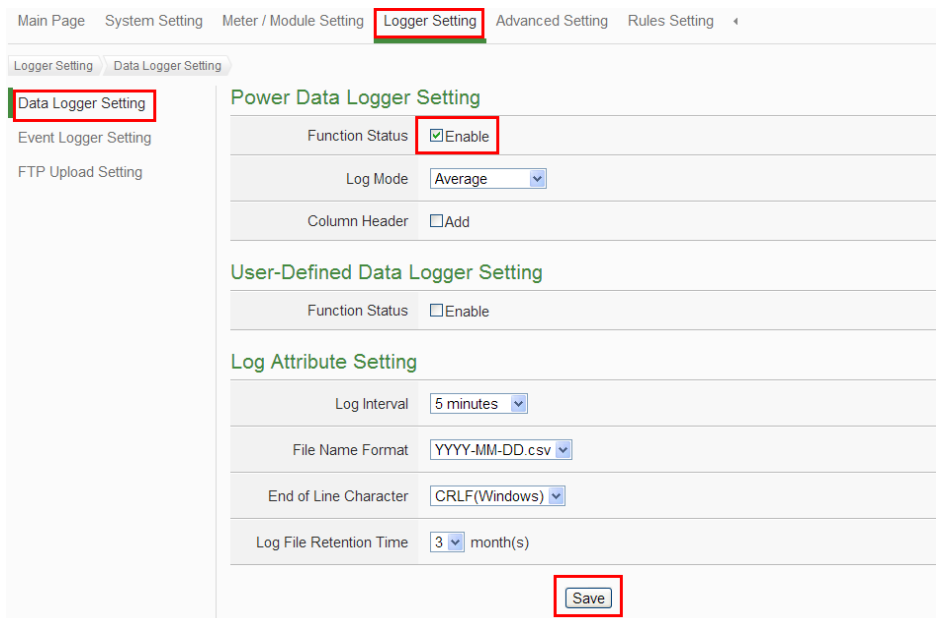 Main Page System Setting Meter / Module Setting Logger Setting Advanced Setting Rules Setting
Logger Setting Data Logger Setting
Data Logger Setting
Event Logger Setting
FTP Upload Setting
Power Data Logger Setting
Function Status Enable
Log Mode Average
Column Header Add
User-Defined Data Logger Setting
Function Status Enable
Log Attribute Setting
Log Interval 5 minutes
File Name Format YYYY-MM-DD.csv
End of Line Character CRLF(Windows)
Log File Retention Time 3 month(s)
Save